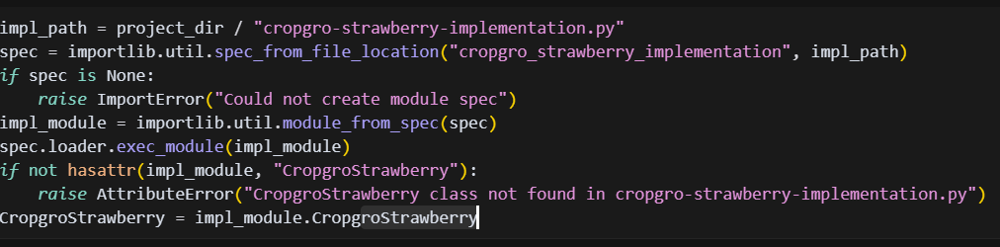 impl_path = project_dir / "cropgro-strawberry-implementation.py"
spec = importlib.util.spec_from_file_location("cropgro_strawberry_implementation", impl_path)
if spec is None:
    raise ImportError("Could not create module spec")
impl_module = importlib.util.module_from_spec(spec)
spec.loader.exec_module(impl_module)
if not hasattr(impl_module, "CropgroStrawberry"):
    raise AttributeError("CropgroStrawberry class not found in cropgro-strawberry-implementation.py")
CropgroStrawberry = impl_module.CropgroStrawberry